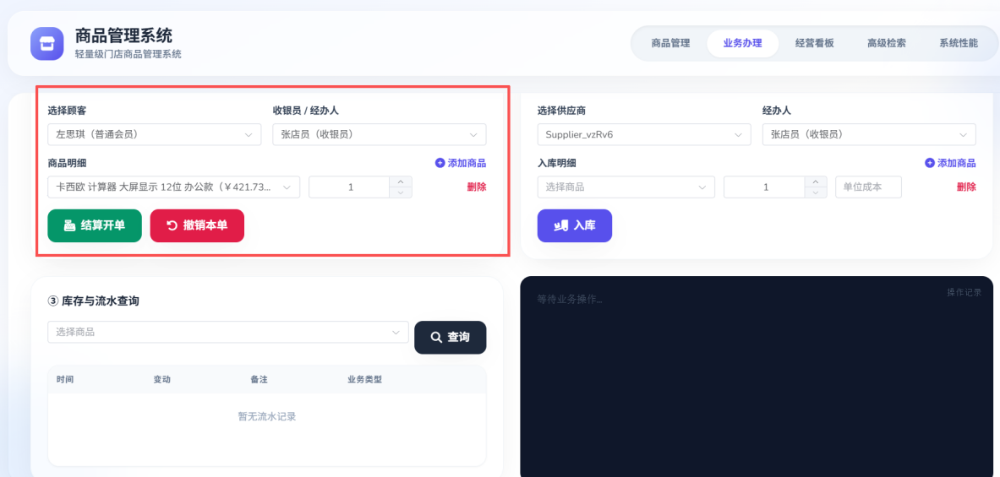 商品管理系统
轻量级门店商品管理系统
商品管理
业务办理
经营看板
高级检索
系统性能
选择顾客
收银员 / 经办人
左思琪（普通会员）
张店员（收银员）
商品明细
添加商品
卡西欧 计算器 大屏显示 12位 办公款（￥421.73...
1
删除
结算开单
撤销本单
选择供应商
经办人
Supplier_vzRv6
张店员（收银员）
入库明细
添加商品
选择商品
1
单位成本
删除
入库
③ 库存与流水查询
选择商品
查询
时间 变动 备注 业务类型
暂无流水记录
操作记录
等待业务操作...